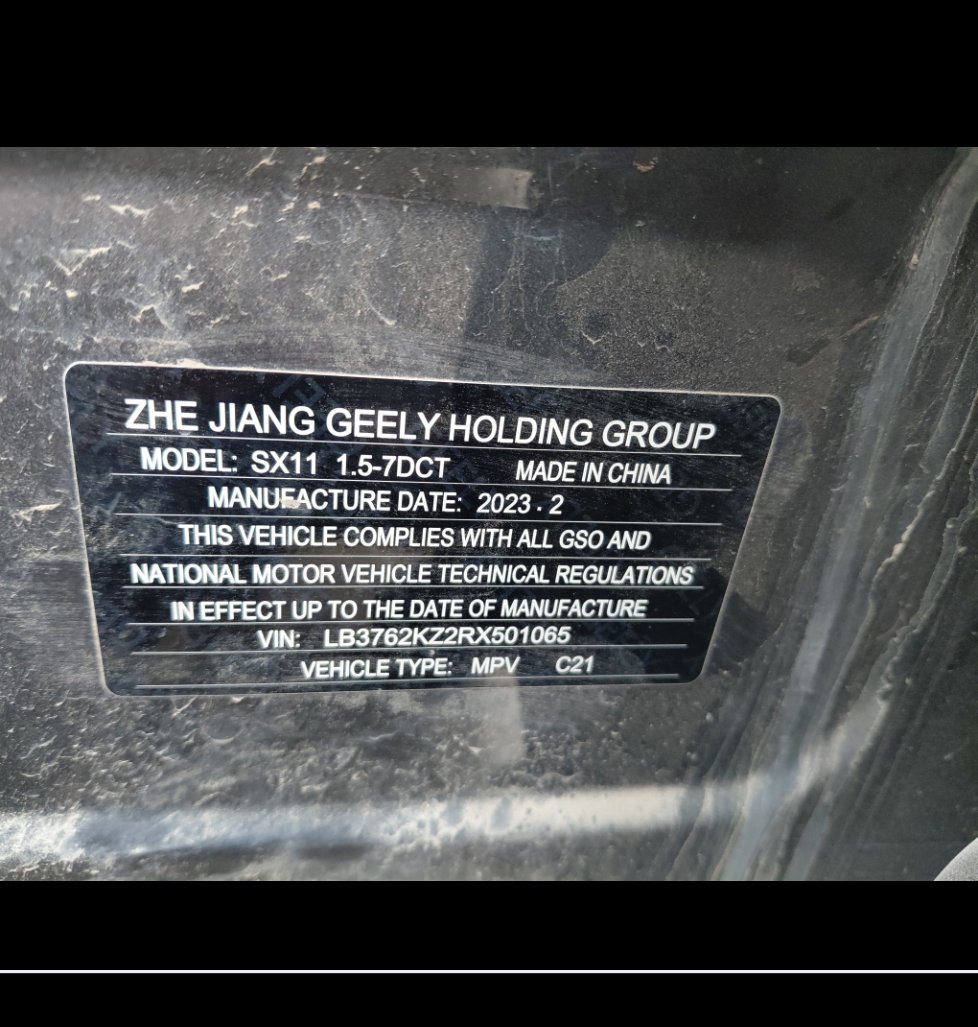 ZHE JIANG GEELY HOLDING GROUP
MODEL: SX11 1.5-7DCT MADE IN CHINA
MANUFACTURE DATE: 2023.2
THIS VEHICLE COMPLIES WITH ALL GSO AND
NATIONAL MOTOR VEHICLE TECHNICAL REGULATIONS
IN EFFECT UP TO THE DATE OF MANUFACTURE
VIN: LB3762KZ2RX501065
VEHICLE TYPE: MPV C21